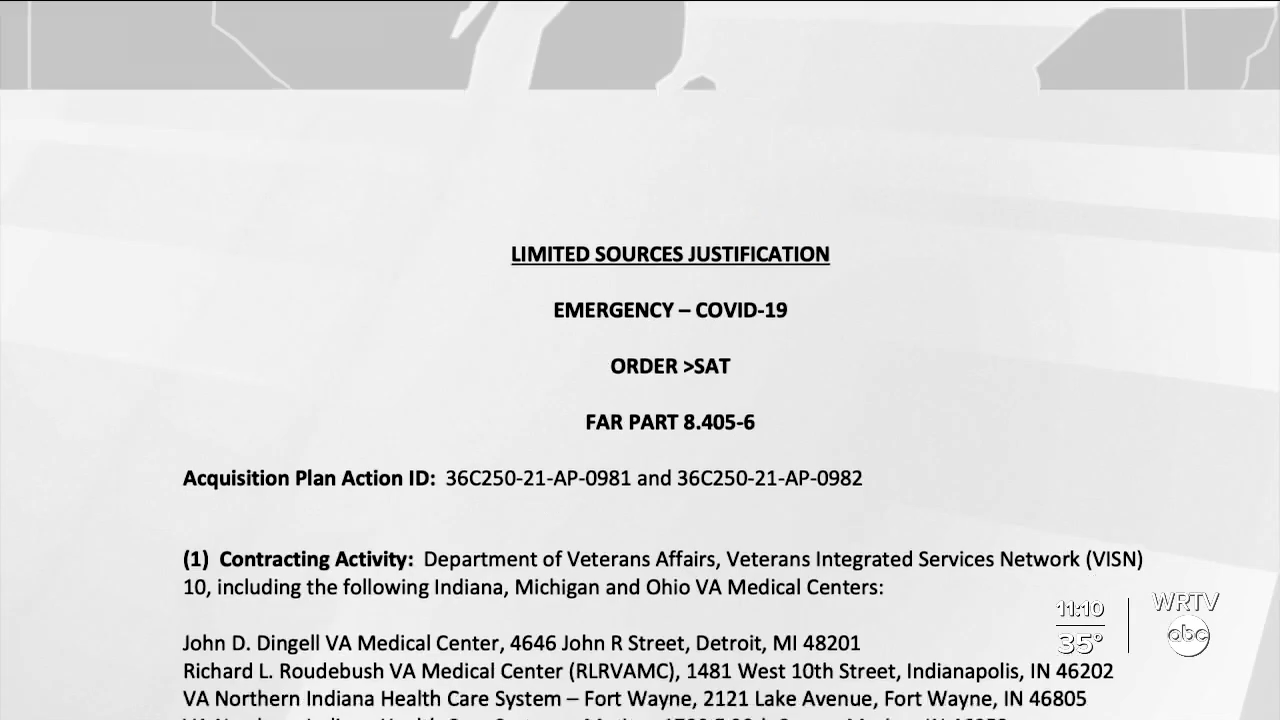 LIMITED SOURCES JUSTIFICATION
EMERGENCY – COVID-19
ORDER >SAT
FAR PART 8.405-6
Acquisition Plan Action ID: 36C250-21-AP-0981 and 36C250-21-AP-0982
(1) Contracting Activity: Department of Veterans Affairs, Veterans Integrated Services Network (VISN)
10, including the following Indiana, Michigan and Ohio VA Medical Centers:
John D. Dingell VA Medical Center, 4646 John R Street, Detroit, MI 48201
Richard L. Roudebush VA Medical Center (RLRVAMC), 1481 West 10th Street, Indianapolis, IN 46202
VA Northern Indiana Health Care System – Fort Wayne, 2121 Lake Avenue, Fort Wayne, IN 46805
11:10
35°
WRTV
abc